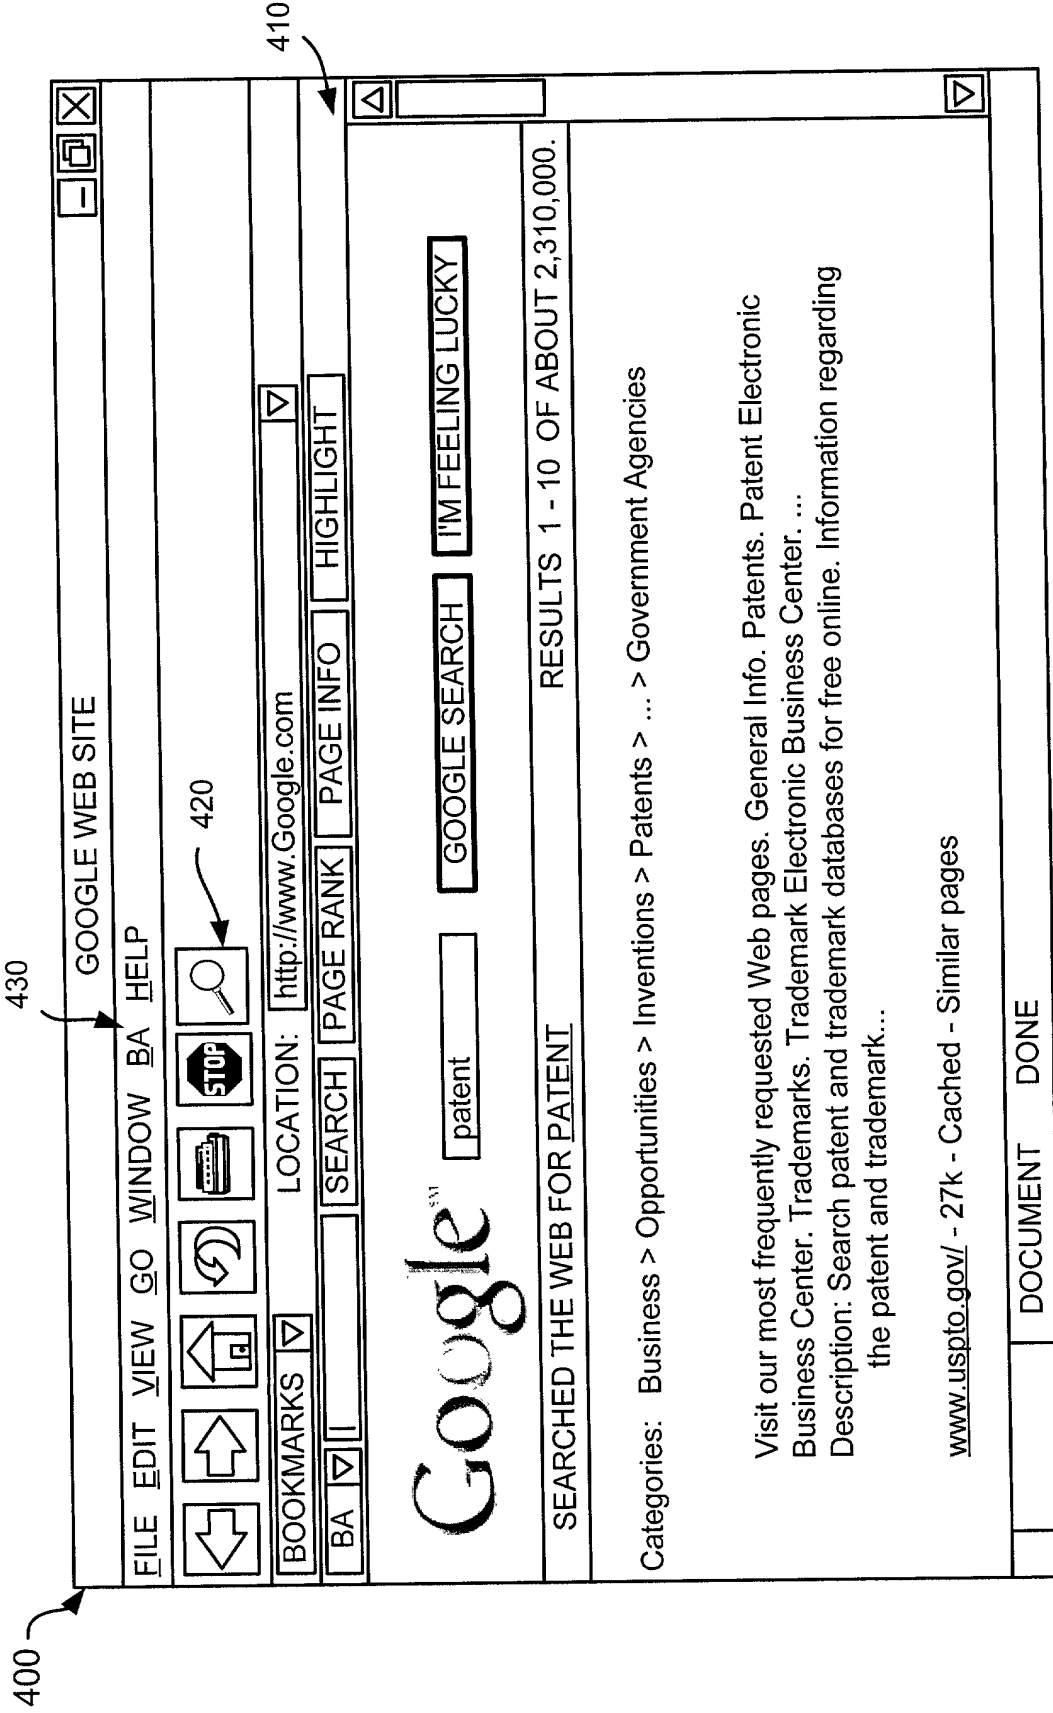 400
430
420
410
GOOGLE WEB SITE
FILE EDIT VIEW GO WINDOW BA HELP
STOP
BOOKMARKS LOCATION: http://www.Google.com
BA SEARCH PAGE RANK PAGE INFO HIGHLIGHT
Google™ patent GOOGLE SEARCH I'M FEELING LUCKY
SEARCHED THE WEB FOR PATENT RESULTS 1 - 10 OF ABOUT 2,310,000.
Categories: Business > Opportunities > Inventions > Patents > ... > Government Agencies
Visit our most frequently requested Web pages. General Info. Patents. Patent Electronic
Business Center. Trademarks. Trademark Electronic Business Center. ...
Description: Search patent and trademark databases for free online. Information regarding
the patent and trademark...
www.uspto.gov/ - 27k - Cached - Similar pages
DOCUMENT DONE